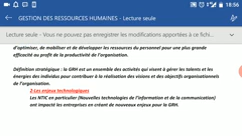 18:56
GESTION DES RESSOURCES HUMAINES - Lecture seule
Lecture seule - Vous ne pouvez pas enregistrer les modifications apportées à ce fichi...
d'optimiser, de mobiliser et de développer les ressources du personnel pour une plus grande
efficacité au profit de la productivité de l'organisation.
Définition stratégique : la GRH est un ensemble des activités qui visent à gérer les talents et les
énergies des individus pour contribuer à la réalisation des visions et des objectifs organisationnels
de l'organisation.
2-Les enjeux technologiques
Les NTIC en particulier (Nouvelles technologies de l'information et de la communication)
ont impacté les entreprises en créant de nouveaux enjeux pour la GRH.